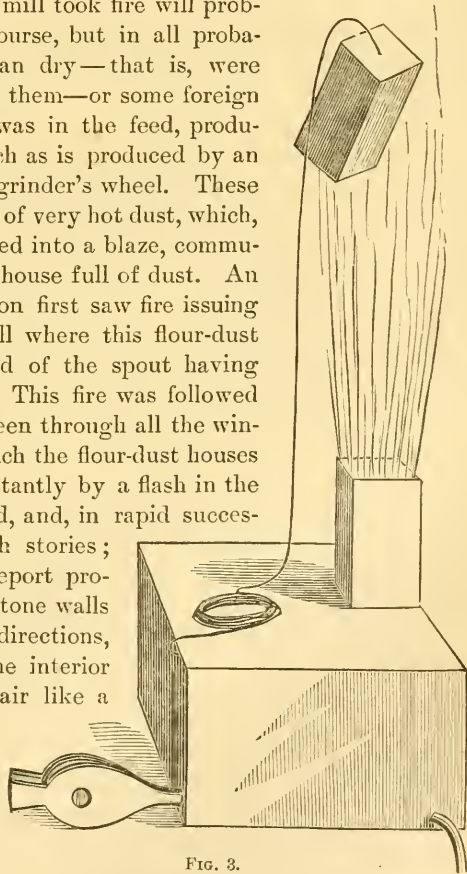 mill took fire will prob-
ourse, but in all proba-
an dry—that is, were
them—or some foreign
was in the feed, produ-
ch as is produced by an
grinder's wheel. These
of very hot dust, which,
ed into a blaze, commu-
house full of dust. An
on first saw fire issuing
ll where this flour-dust
d of the spout having
This fire was followed
een through all the win-
ch the flour-dust houses
tantly by a flash in the
d, and, in rapid succes-
h stories;
eport pro-
tone walls
directions,
ne interior
air like a
FIG. 3.